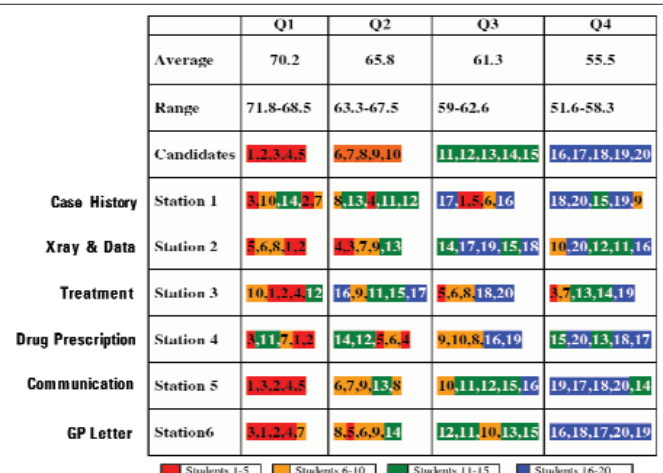 Q1 Q2 Q3 Q4
Average 70.2 65.8 61.3 55.5
Range 71.8-68.5 63.3-67.5 59-62.6 51.6-58.3
Candidates 1,2,3,4,5 6,7,8,9,10 11,12,13,14,15 16,17,18,19,20
Case History Station 1 3,10,14,2,7 8,13,4,11,12 17,1,5,6,16 18,20,15,19,9
Xray & Data Station 2 5,6,8,1,2 4,3,7,9,13 14,17,19,15,18 10,20,12,11,16
Treatment Station 3 10,1,2,4,12 16,9,11,15,17 5,6,8,18,20 3,7,13,14,19
Drug Prescription Station 4 3,11,7,1,2 14,12,5,6,4 9,10,8,16,19 15,20,13,18,17
Communication Station 5 1,3,2,4,5 6,7,9,13,8 10,11,12,15,16 19,17,18,20,14
GP Letter Station6 3,1,2,4,7 8,5,6,9,14 12,11,10,13,15 16,18,17,20,19
Students 1-5 Students 6-10 Students 11-15 Students 16-20